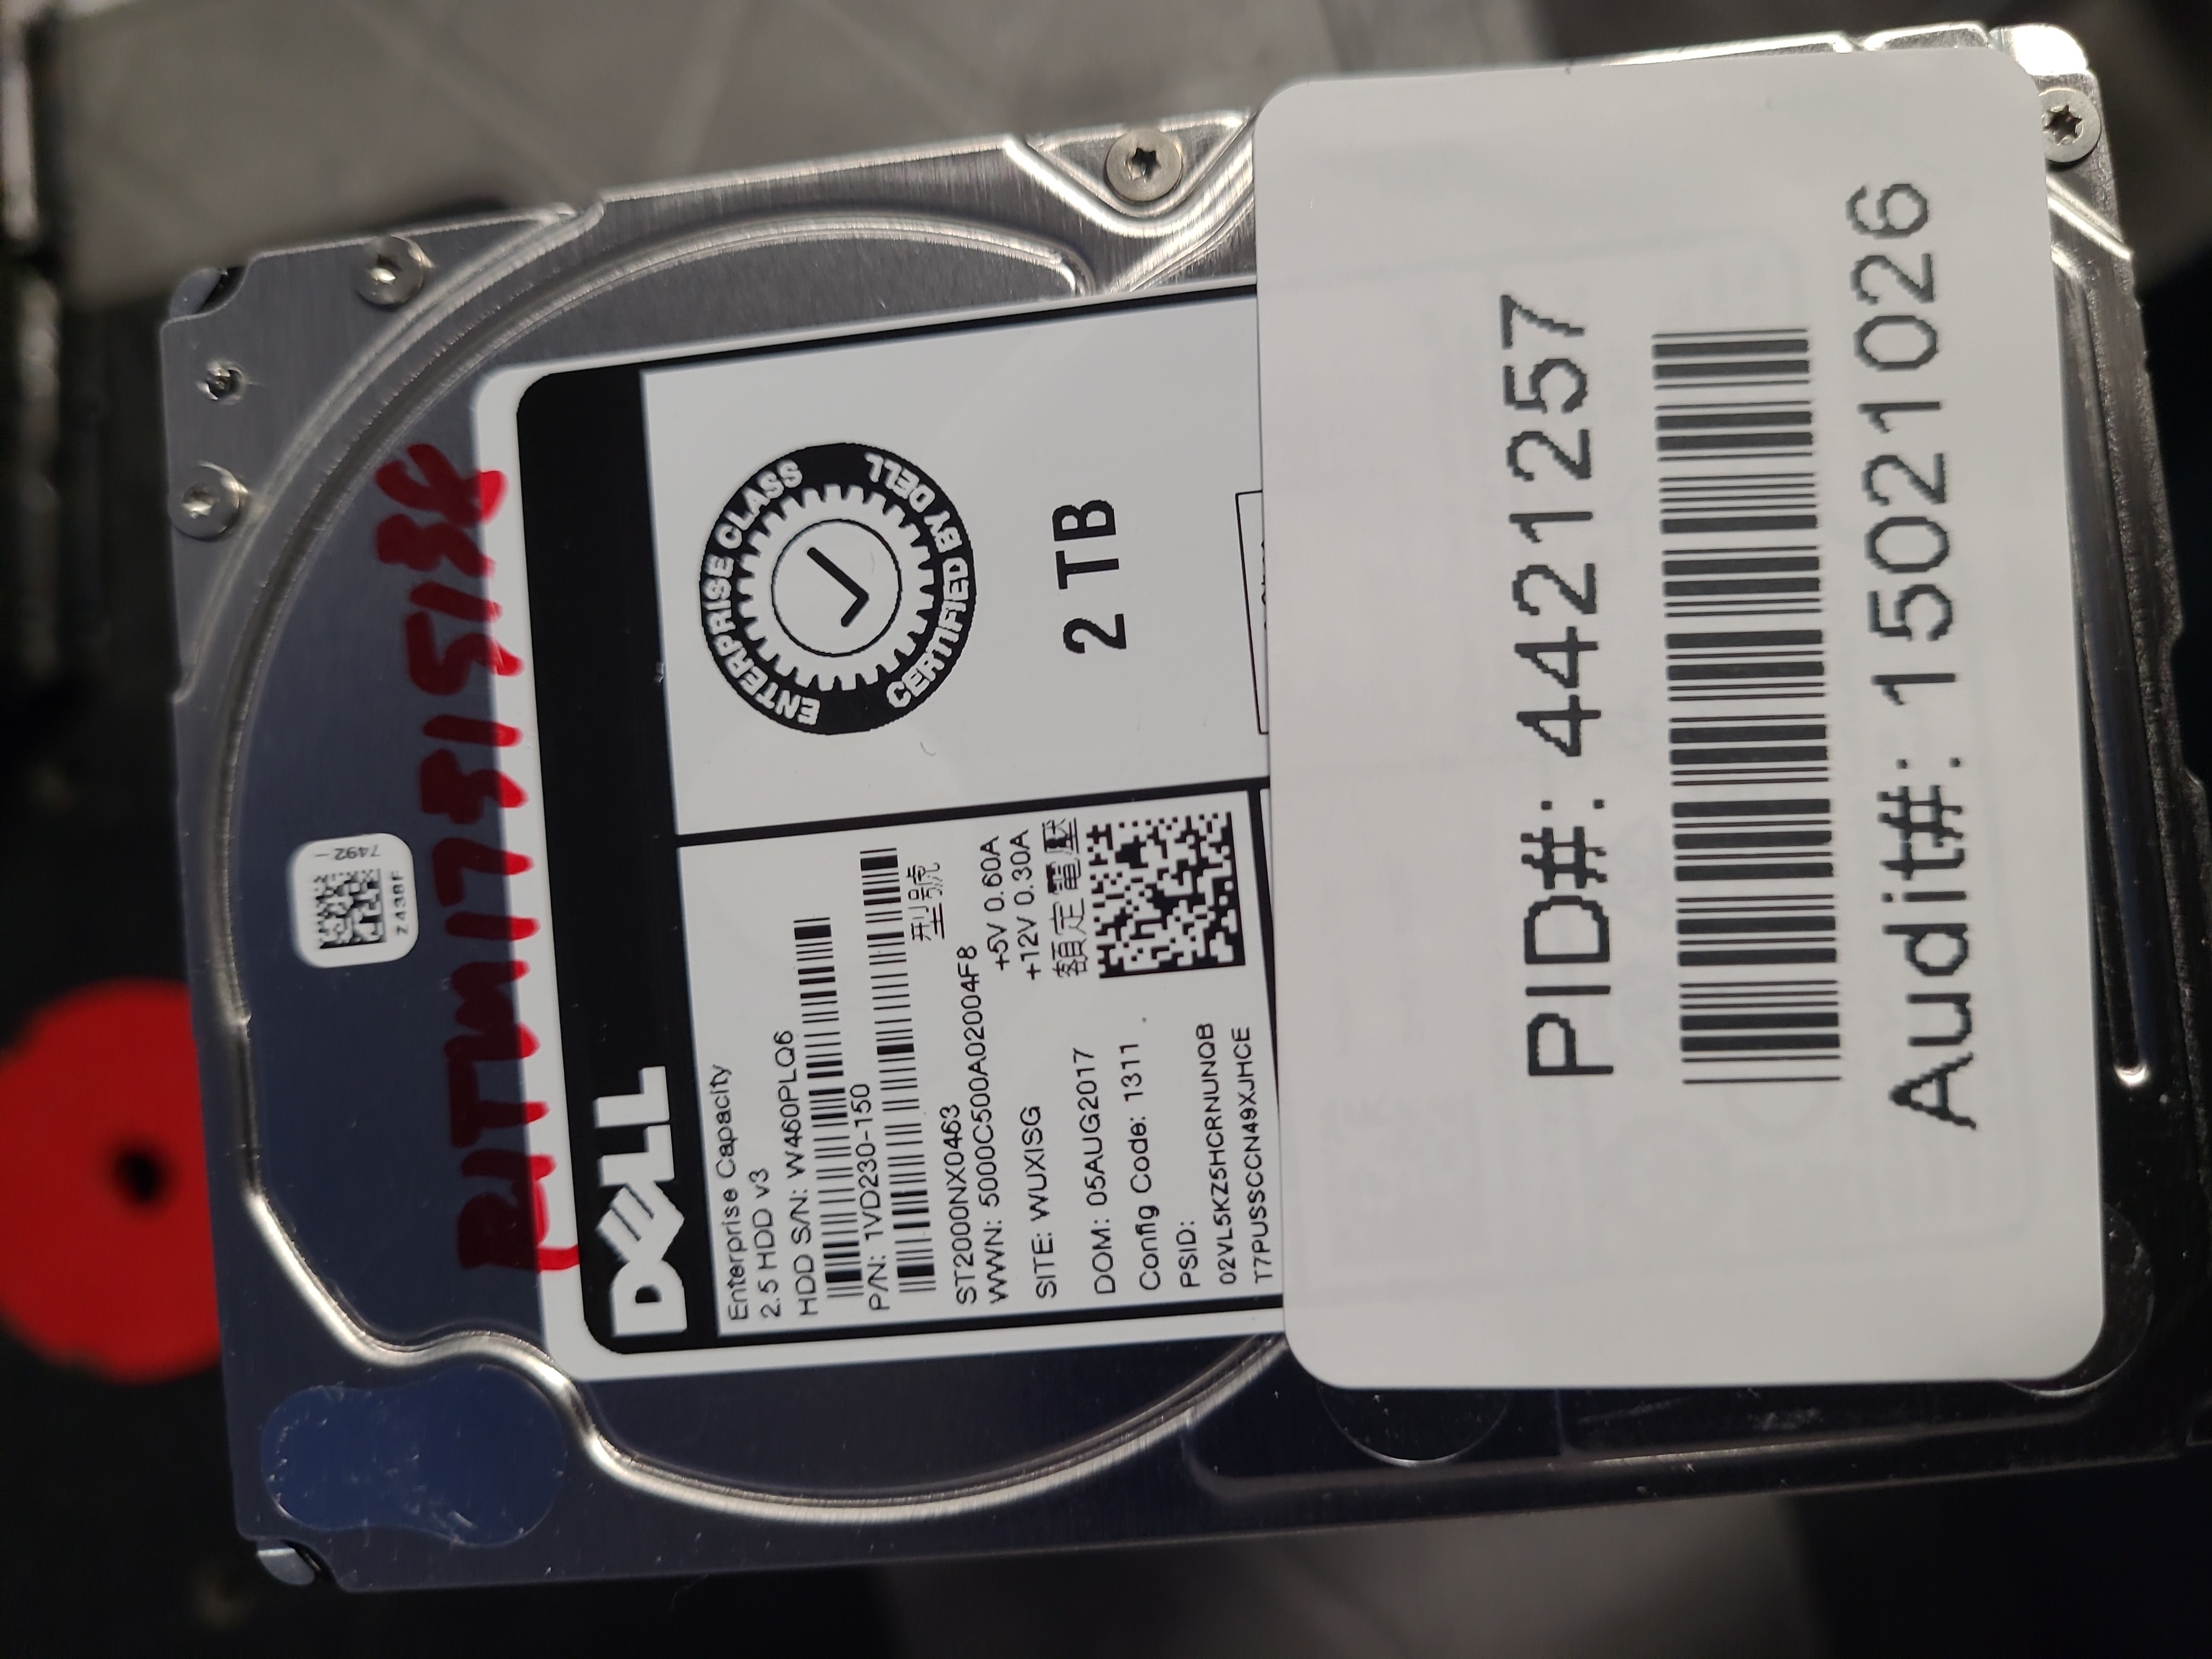 7492-
Z438F
RITM1731513
DELL
Enterprise Capacity
2.5 HDD v3
HDD S/N: W460PLQ6
P/N: 1VD230-150
型號
ST2000NX0463
WWN: 5000C500A02004F8
+5V 0.60A
SITE: WUXISG
+12V 0.30A
額定電壓
DOM: 05AUG2017
Config Code: 1311
PSID:
02VL5KZ5HCRNUNQB
T7PUSSCCN49XJHCE
ENTERPRISE CLASS
CERTIFIED BY DELL
2 TB
PID#: 4421257
Audit#: 15021026